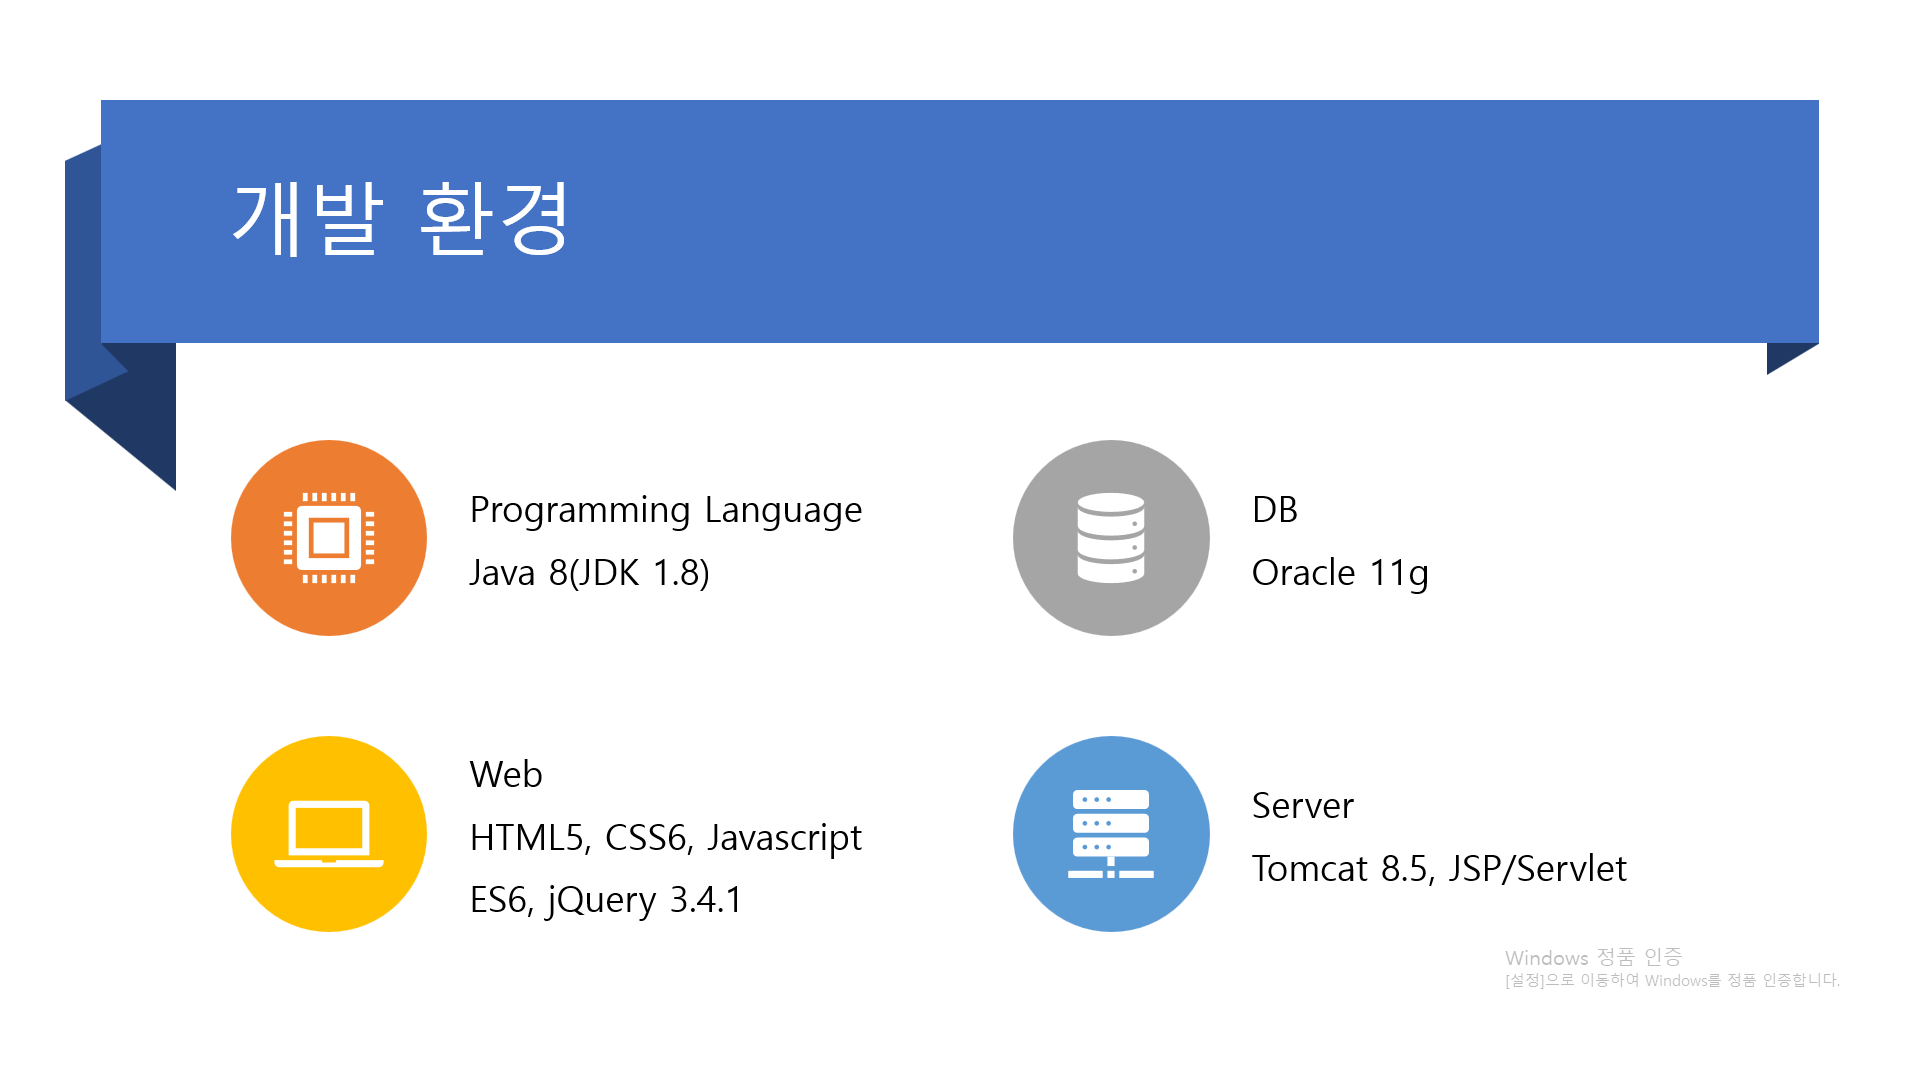 개발 환경
Programming Language
Java 8(JDK 1.8)
DB
Oracle 11g
Web
HTML5, CSS6, Javascript
ES6, jQuery 3.4.1
Server
Tomcat 8.5, JSP/Servlet
Windows 정품 인증
[설정]으로 이동하여 Windows를 정품 인증합니다.